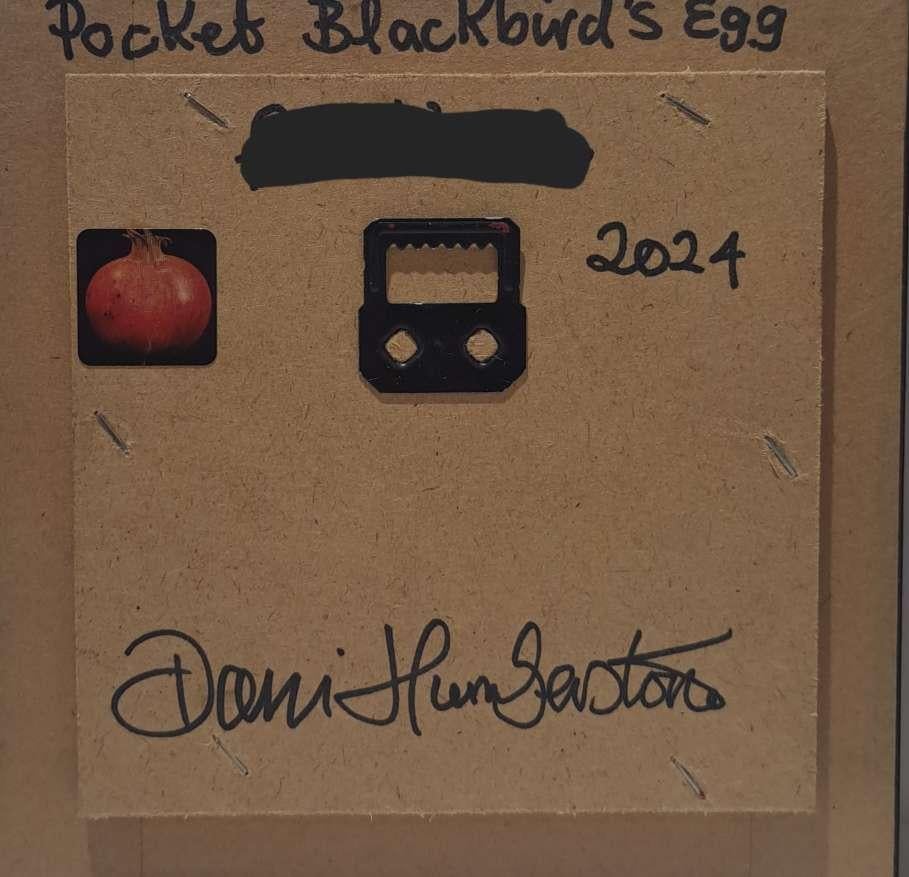 Pocket Blackbird's Egg
2024
Dani Humberstone